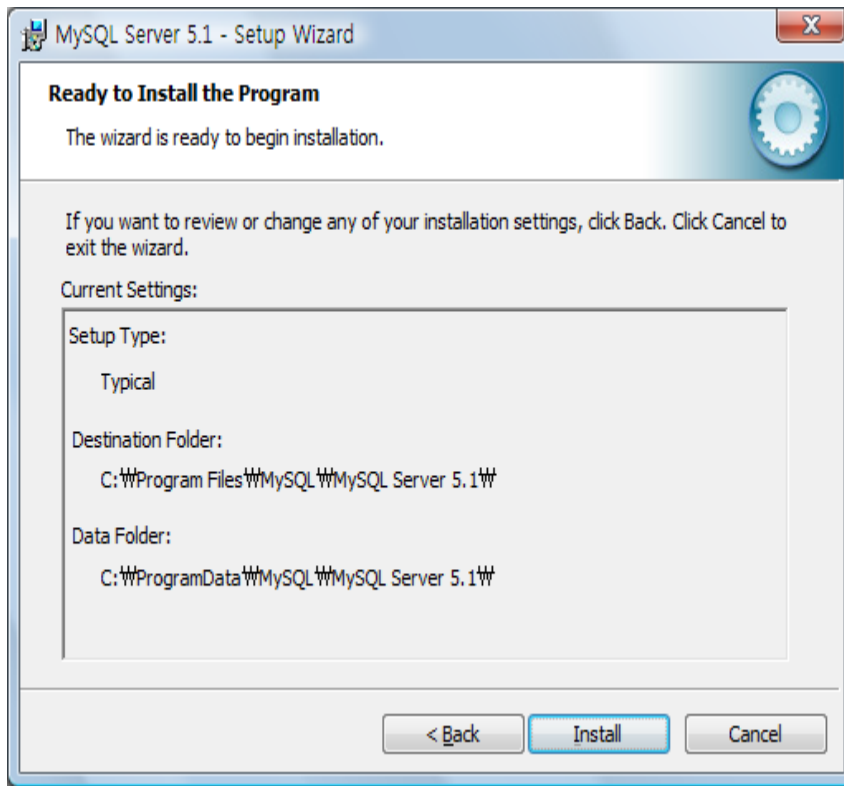 MySQL Server 5.1 - Setup Wizard
Ready to Install the Program
The wizard is ready to begin installation.
If you want to review or change any of your installation settings, click Back. Click Cancel to
exit the wizard.
Current Settings:
Setup Type:
Typical
Destination Folder:
C:₩Program Files₩MySQL₩MySQL Server 5.1₩
Data Folder:
C:₩ProgramData₩MySQL₩MySQL Server 5.1₩
< Back
Install
Cancel